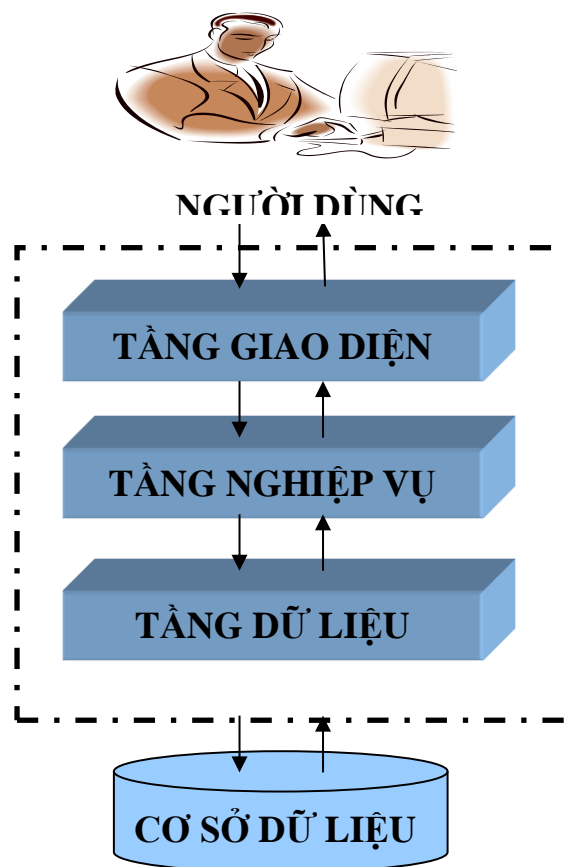 NGƯỜI DÙNG
TẦNG GIAO DIỆN
TẦNG NGHIỆP VỤ
TẦNG DỮ LIỆU
CƠ SỞ DỮ LIỆU